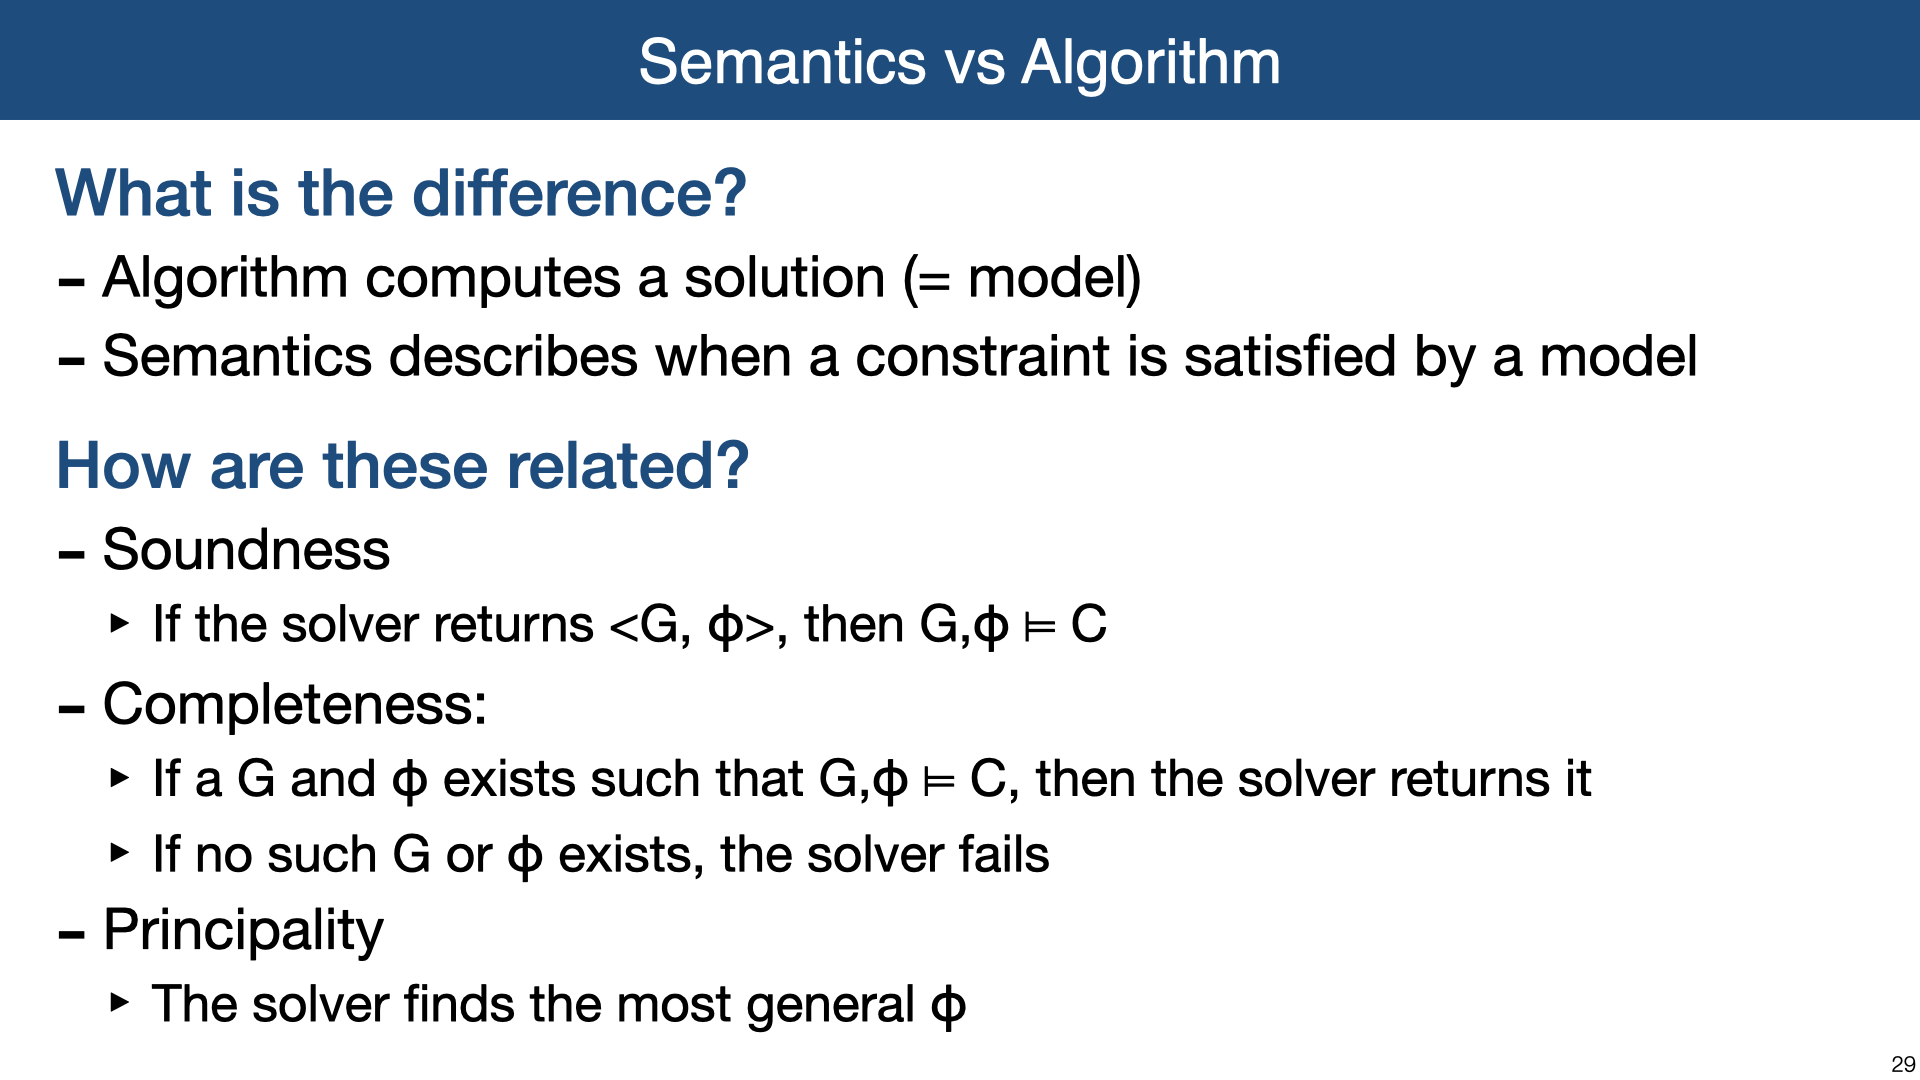 Semantics vs Algorithm
What is the difference?
- Algorithm computes a solution (= model)
- Semantics describes when a constraint is satisfied by a model
How are these related?
- Soundness
‣ If the solver returns <G, ϕ>, then G,ϕ ⊨ C
- Completeness:
‣ If a G and ϕ exists such that G,ϕ ⊨ C, then the solver returns it
‣ If no such G or ϕ exists, the solver fails
- Principality
‣ The solver finds the most general ϕ
29